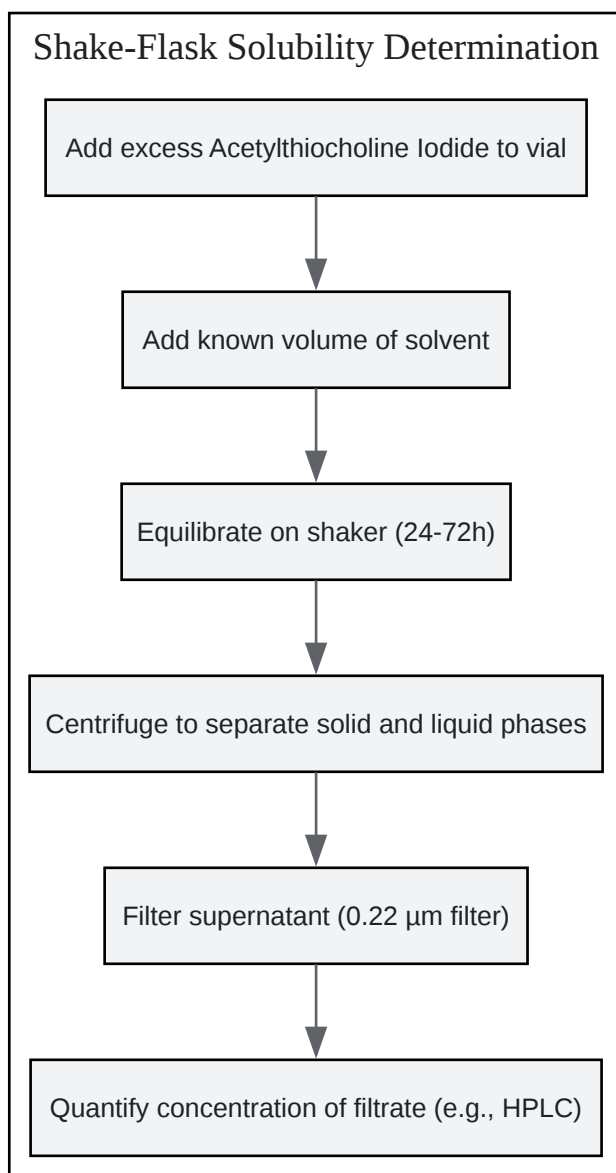 Shake-Flask Solubility Determination
Add excess Acetylthiocholine Iodide to vial
Add known volume of solvent
Equilibrate on shaker (24-72h)
Centrifuge to separate solid and liquid phases
Filter supernatant (0.22 µm filter)
Quantify concentration of filtrate (e.g., HPLC)